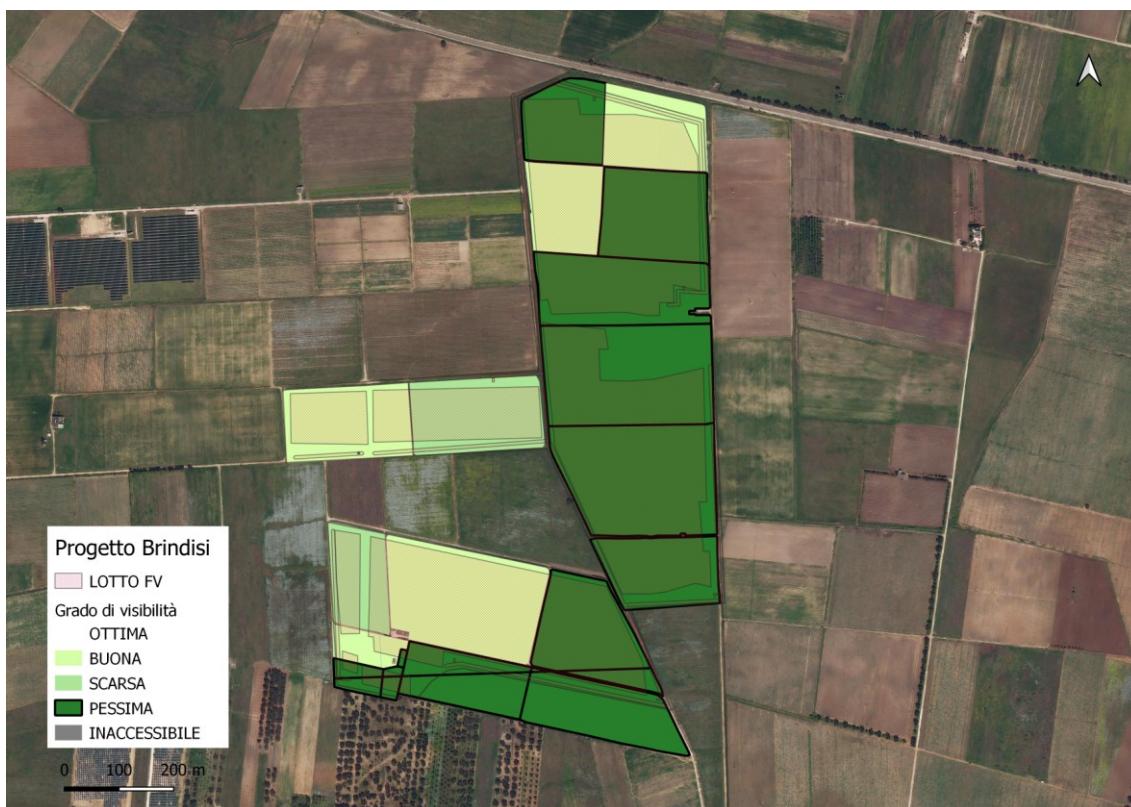 Progetto Brindisi
LOTTO FV
Grado di visibilità
OTTIMA
BUONA
SCARSA
PESSIMA
INACCESSIBILE
0 100 200 m